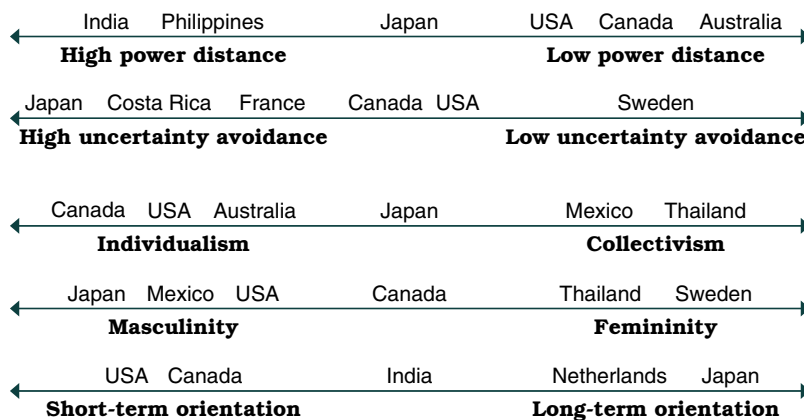 India Philippines Japan USA Canada Australia
High power distance Low power distance
Japan Costa Rica France Canada USA Sweden
High uncertainty avoidance Low uncertainty avoidance
Canada USA Australia Japan Mexico Thailand
Individualism Collectivism
Japan Mexico USA Canada Thailand Sweden
Masculinity Femininity
USA Canada India Netherlands Japan
Short-term orientation Long-term orientation